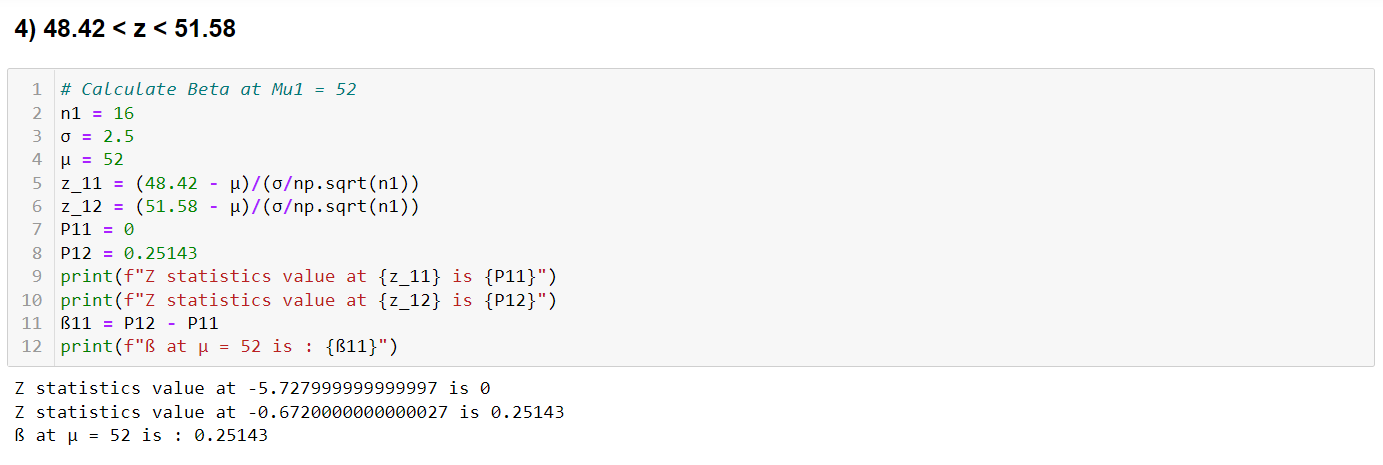 4) 48.42 < z < 51.58
1 # Calculate Beta at Mu1 = 52
2 n1 = 16
3 σ = 2.5
4 μ = 52
5 z_11 = (48.42 - μ)/(σ/np.sqrt(n1))
6 z_12 = (51.58 - μ)/(σ/np.sqrt(n1))
7 P11 = 0
8 P12 = 0.25143
9 print(f"Z statistics value at {z_11} is {P11}")
10 print(f"Z statistics value at {z_12} is {P12}")
11 ß11 = P12 - P11
12 print(f"ß at μ = 52 is : {ß11}")
Z statistics value at -5.727999999999997 is 0
Z statistics value at -0.6720000000000027 is 0.25143
ß at μ = 52 is : 0.25143